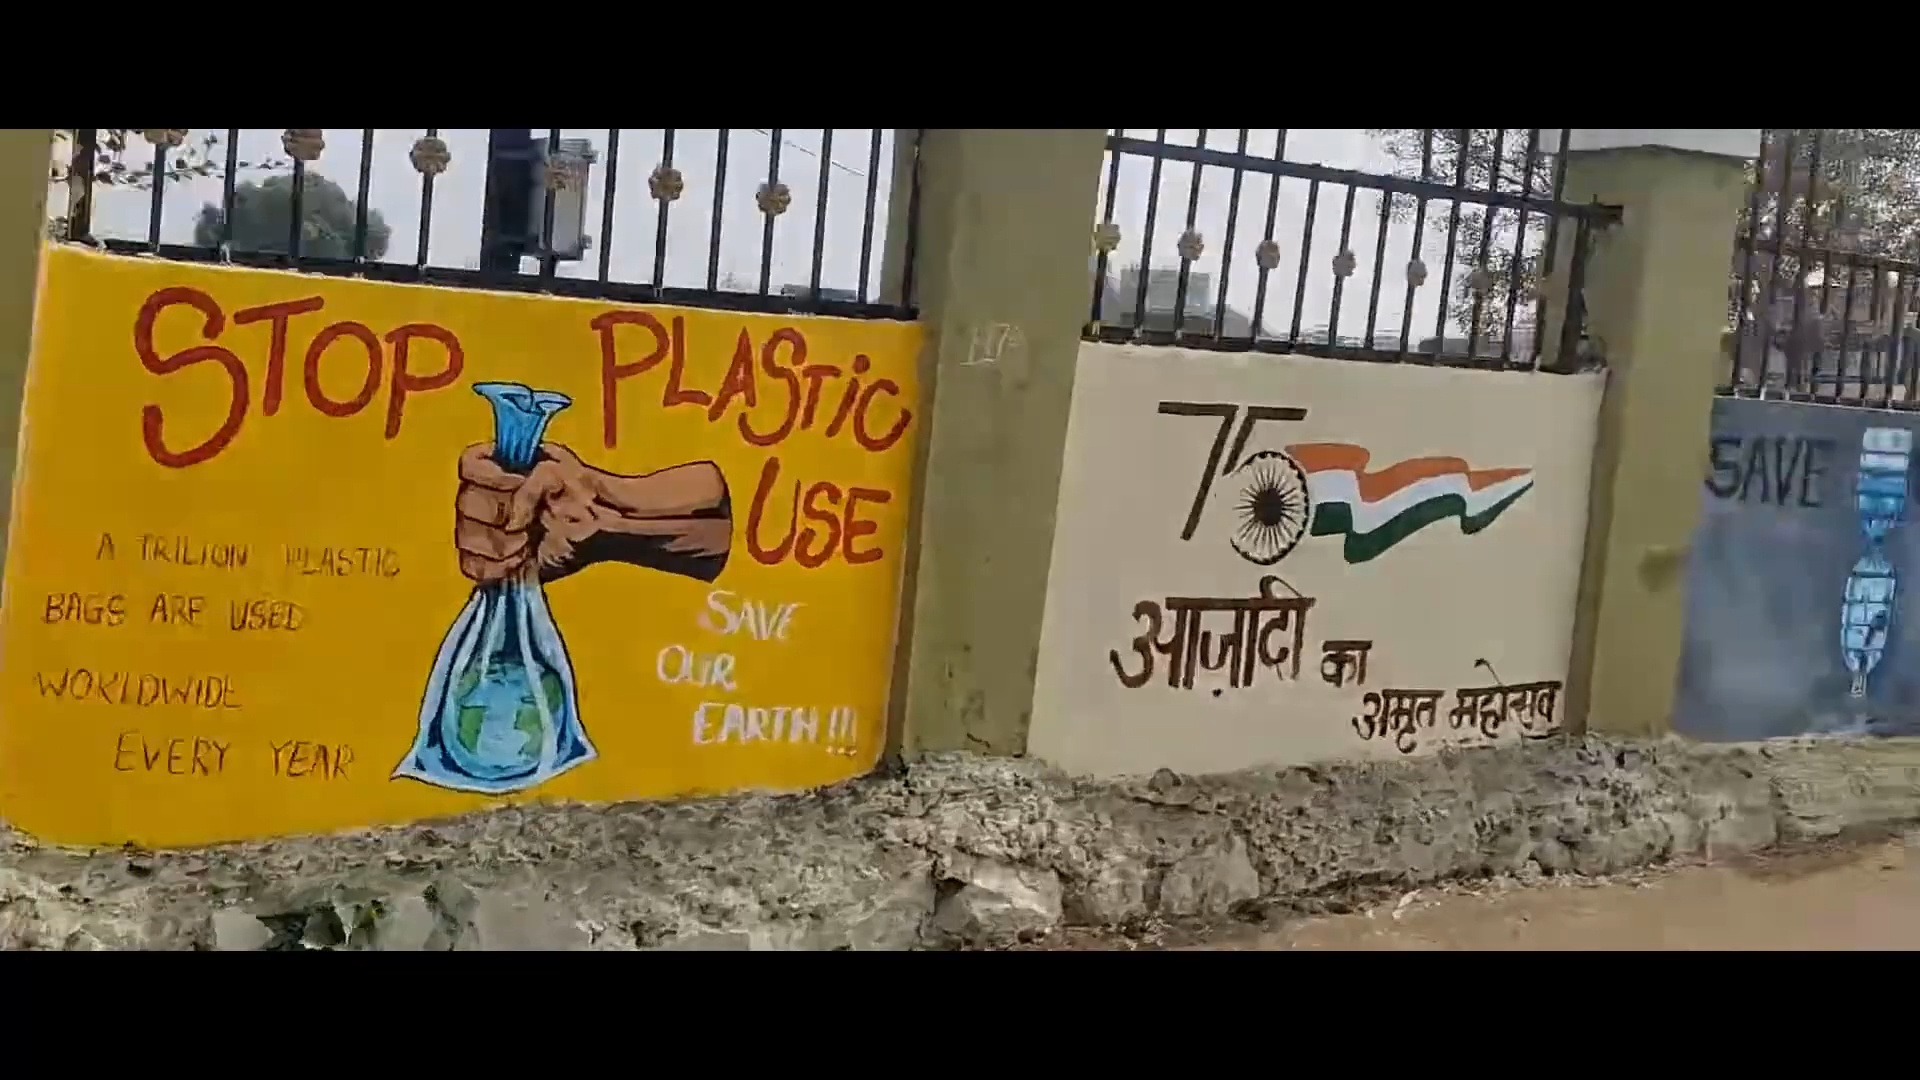 STOP PLASTIC
USE
A TRILION PLASTIC
BAGS ARE USED
WORLDWIDE
EVERY YEAR
SAVE
OUR
EARTH !!!
75
आज़ादी का
अमृत महोत्सव
SAVE